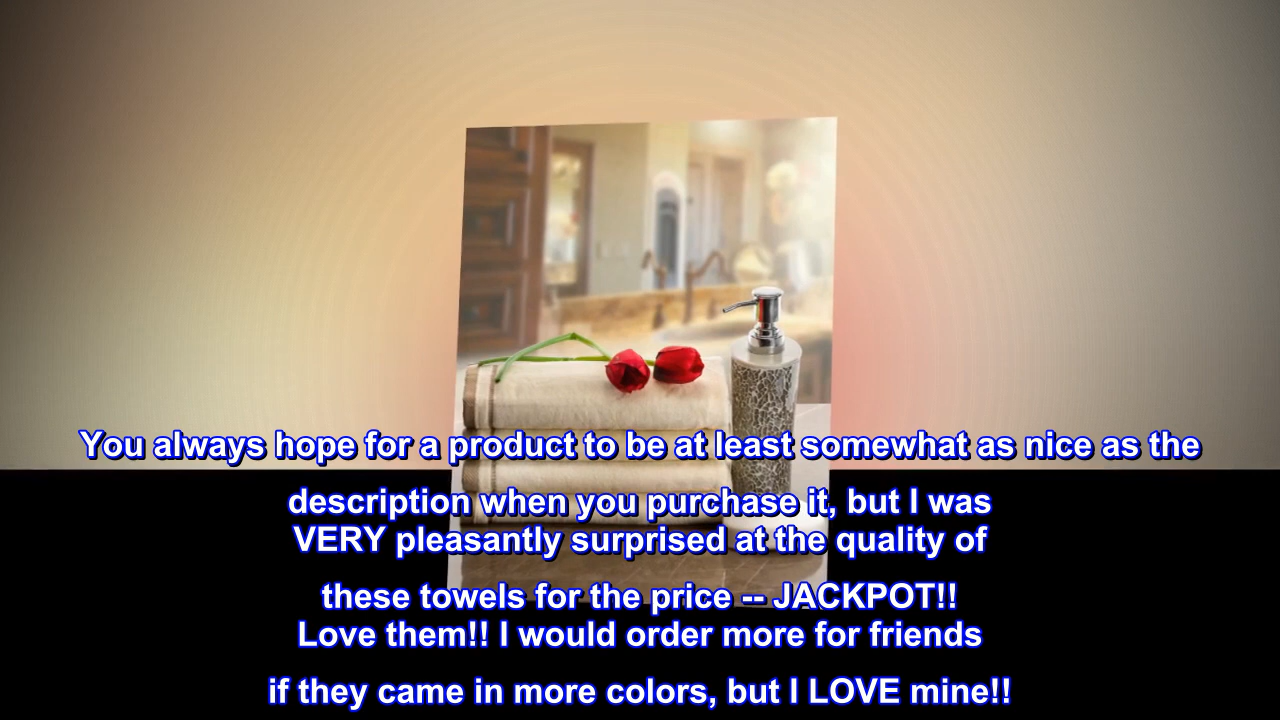 You always hope for a product to be at least somewhat as nice as the
description when you purchase it, but I was
VERY pleasantly surprised at the quality of
these towels for the price -- JACKPOT!!
Love them!! I would order more for friends
if they came in more colors, but I LOVE mine!!